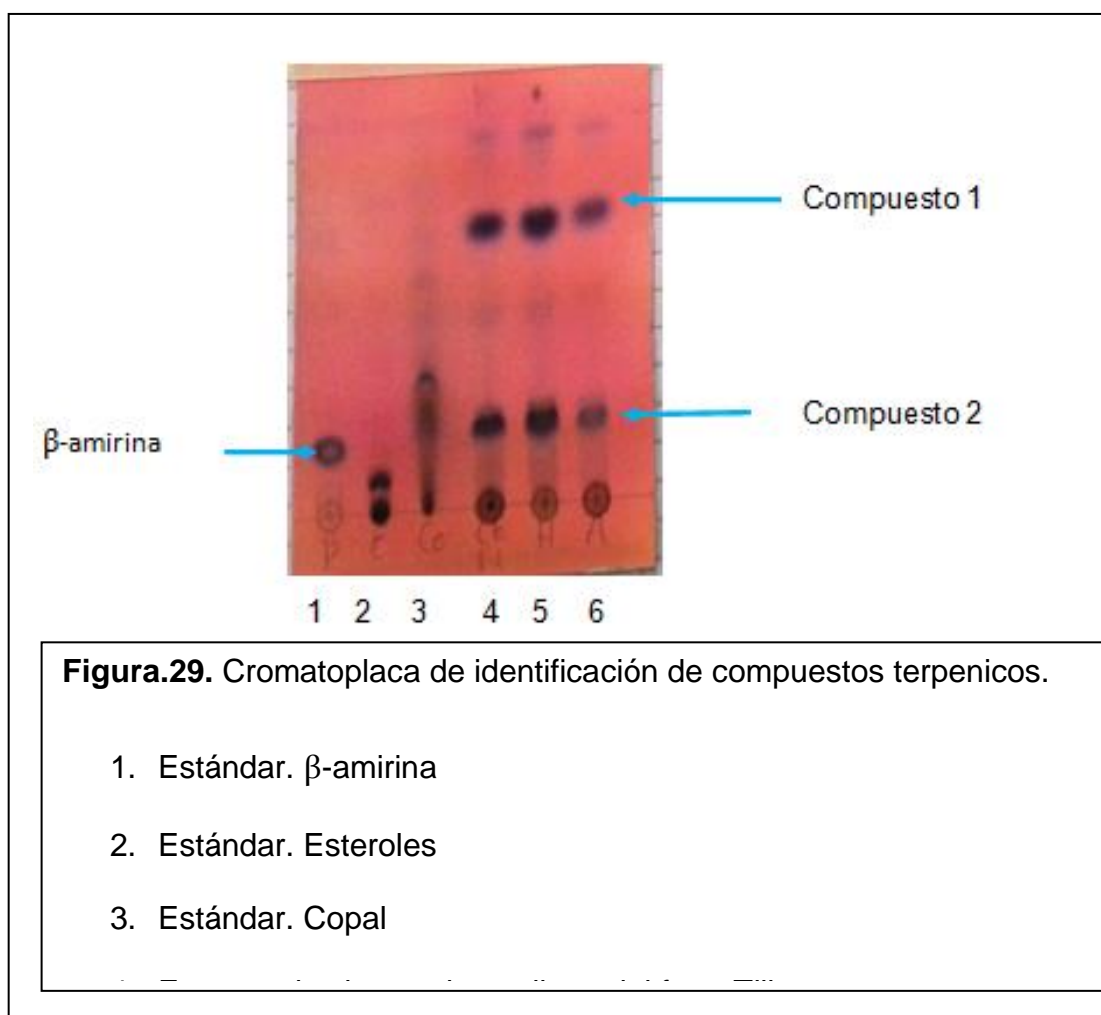 Compuesto 1
Compuesto 2
β-amirina
1 2 3 4 5 6
Figura.29. Cromatoplaca de identificación de compuestos terpenicos.
1. Estándar. β-amirina
2. Estándar. Esteroles
3. Estándar. Copal